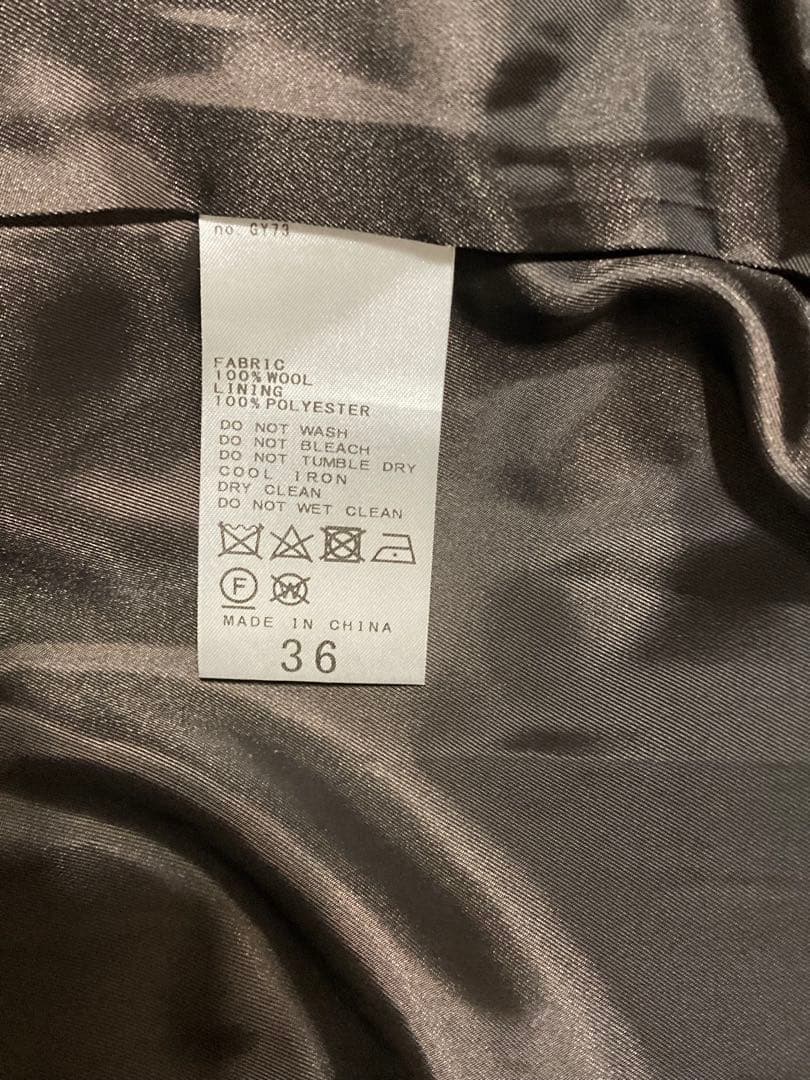 no. GY73
FABRIC
100% WOOL
LINING
100% POLYESTER
DO NOT WASH
DO NOT BLEACH
DO NOT TUMBLE DRY
COOL IRON
DRY CLEAN
DO NOT WET CLEAN
F W
MADE IN CHINA
36